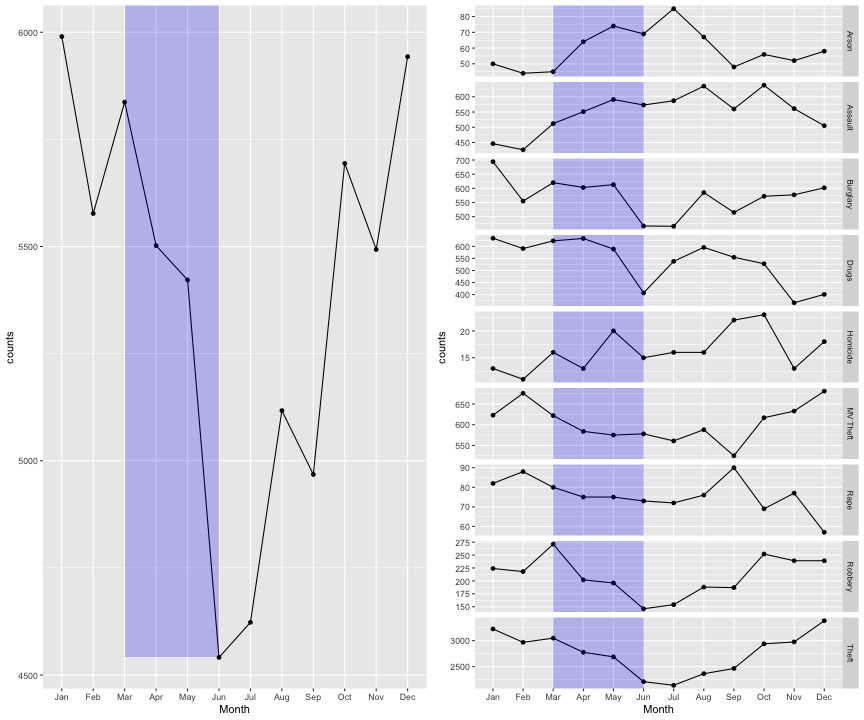 counts
6000
5500
5000
4500
Jan Feb Mar Apr May Jun Jul Aug Sep Oct Nov Dec
Month
counts
80
70
60
50
Arson
600
550
500
450
Assault
700
650
600
550
500
Burglary
600
550
500
450
400
Drugs
20
15
Homicide
650
600
550
MV Theft
90
80
70
60
Rape
275
250
225
200
175
150
Robbery
3000
2500
Theft
Jan Feb Mar Apr May Jun Jul Aug Sep Oct Nov Dec
Month